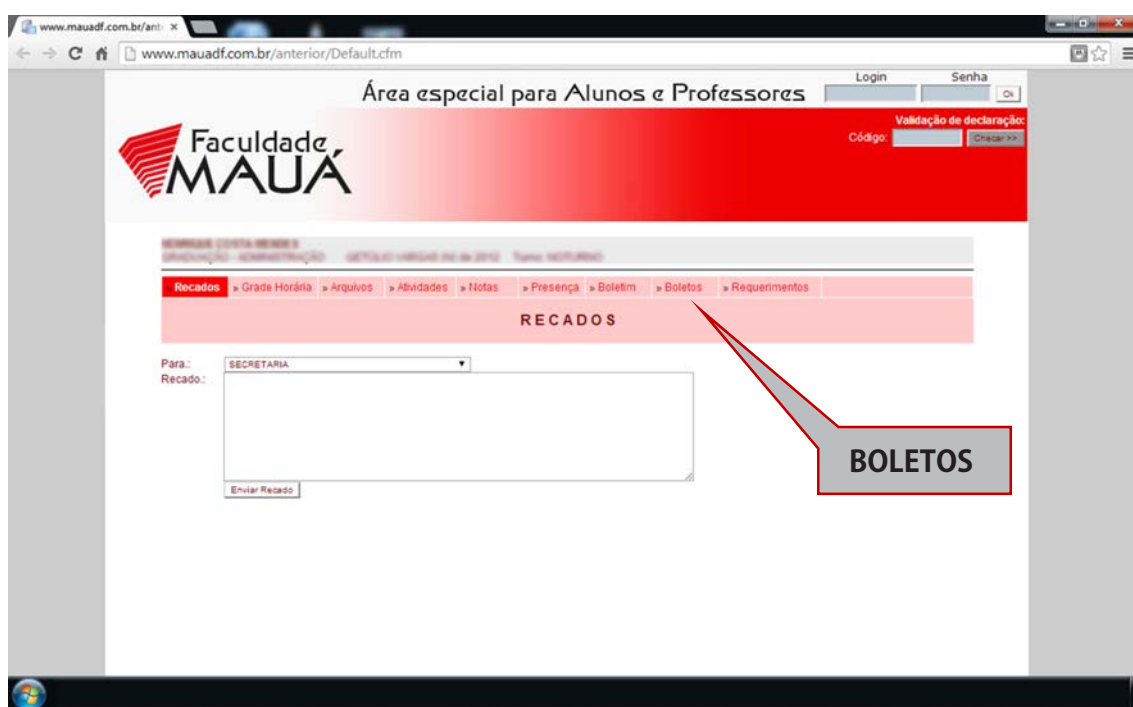 www.mauadf.com.br/ant
www.mauadf.com.br/anterior/Default.cfm
Área especial para Alunos e Professores
Login Senha
Ok
Validação de declaração:
Código: Checar >>
Faculdade
MAUÁ
Recados » Grade Horária » Arquivos » Atividades » Notas » Presença » Boletim » Boletos » Requerimentos
RECADOS
Para.: SECRETARIA
Recado.:
BOLETOS
Enviar Recado